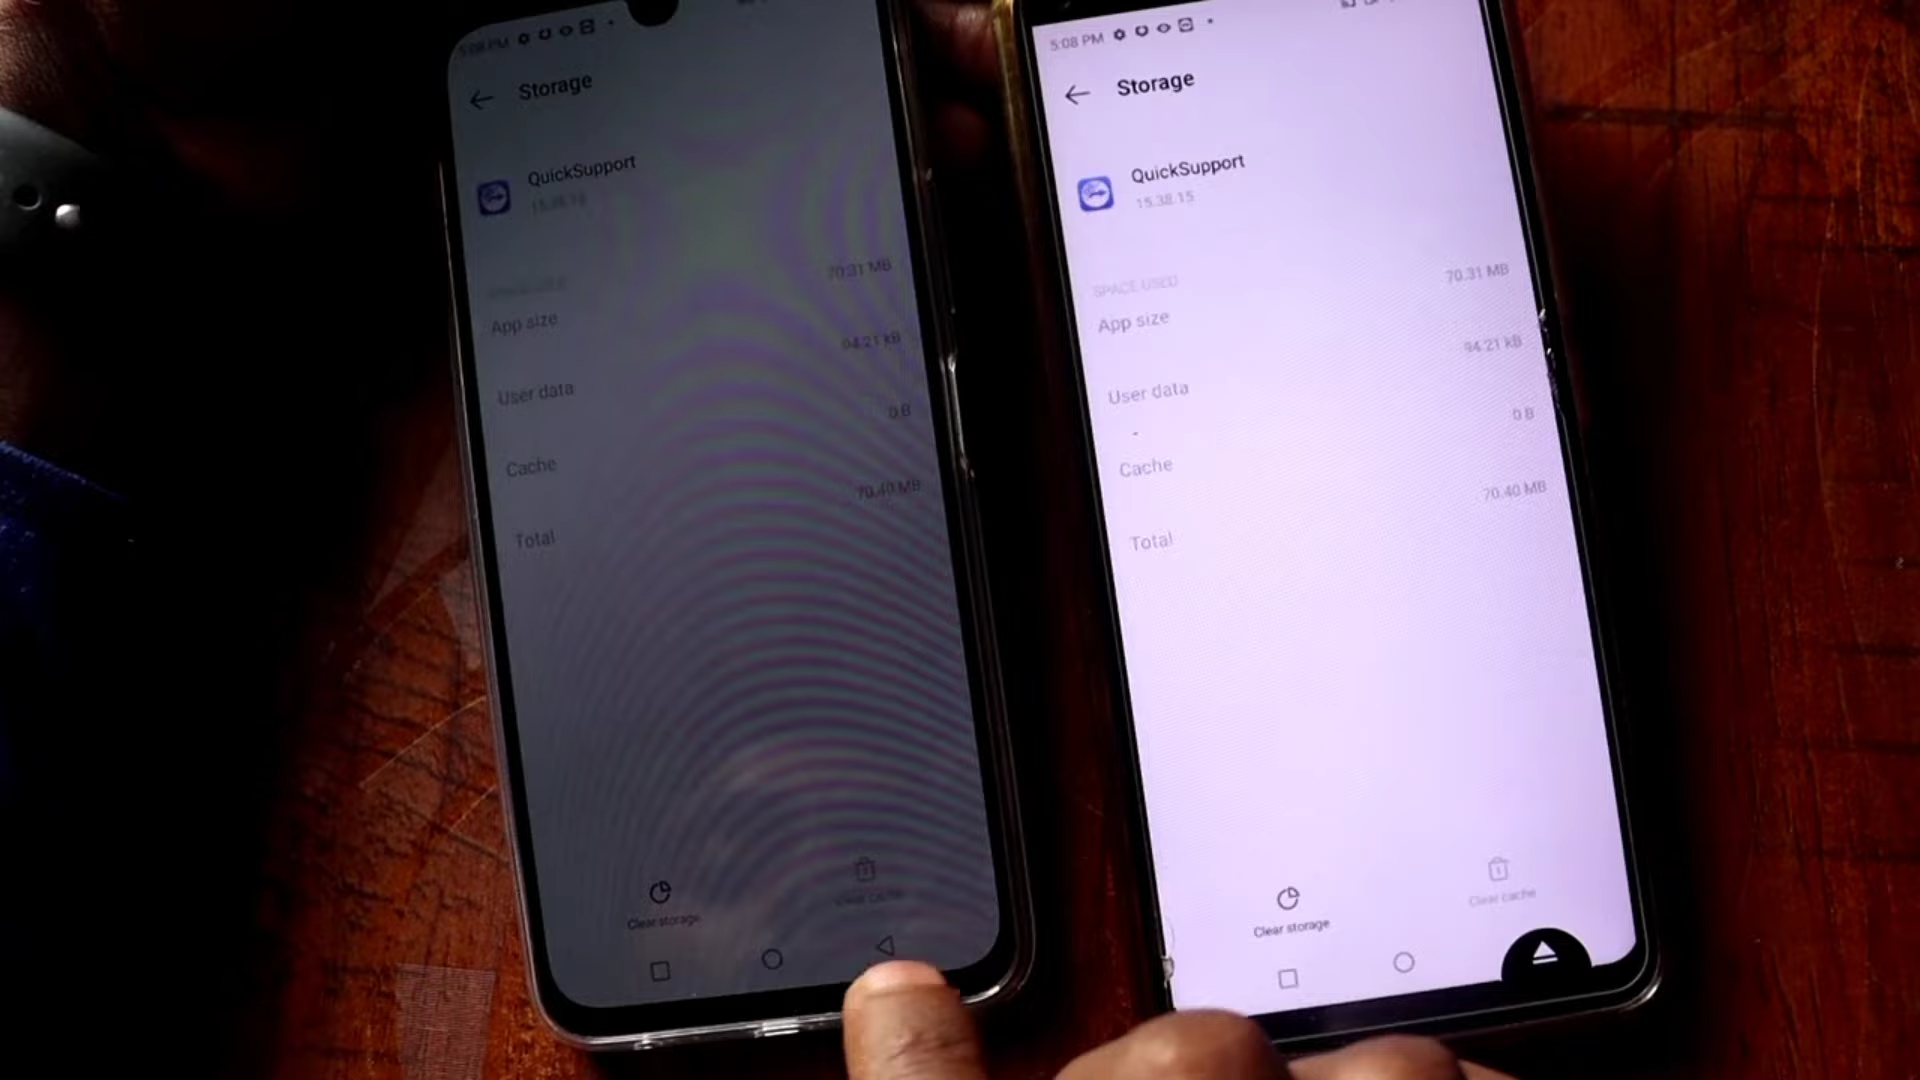 5:08 PM
Storage
QuickSupport
15.38.15
70.31 MB
App size
94.21 kB
User data
0 B
Cache
70.40 MB
Total
Clear storage
Clear cache
5:08 PM
Storage
QuickSupport
15.38.15
SPACE USED
70.31 MB
App size
94.21 kB
User data
0 B
Cache
70.40 MB
Total
Clear storage
Clear cache